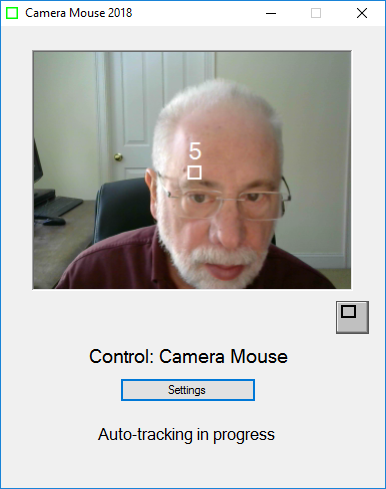 Camera Mouse 2018
5
Control: Camera Mouse
Settings
Auto-tracking in progress